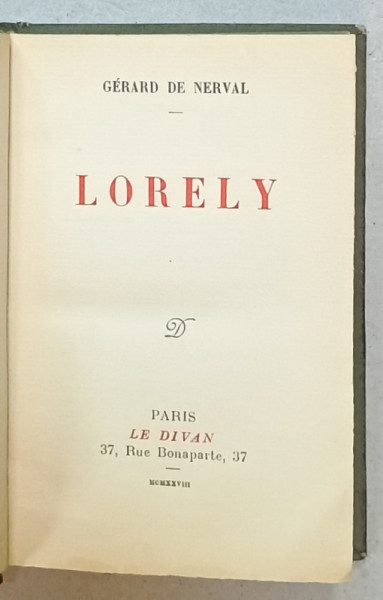 GÉRARD DE NERVAL
LORELY
D
PARIS
LE DIVAN
37, Rue Bonaparte, 37
MCMXXVIII